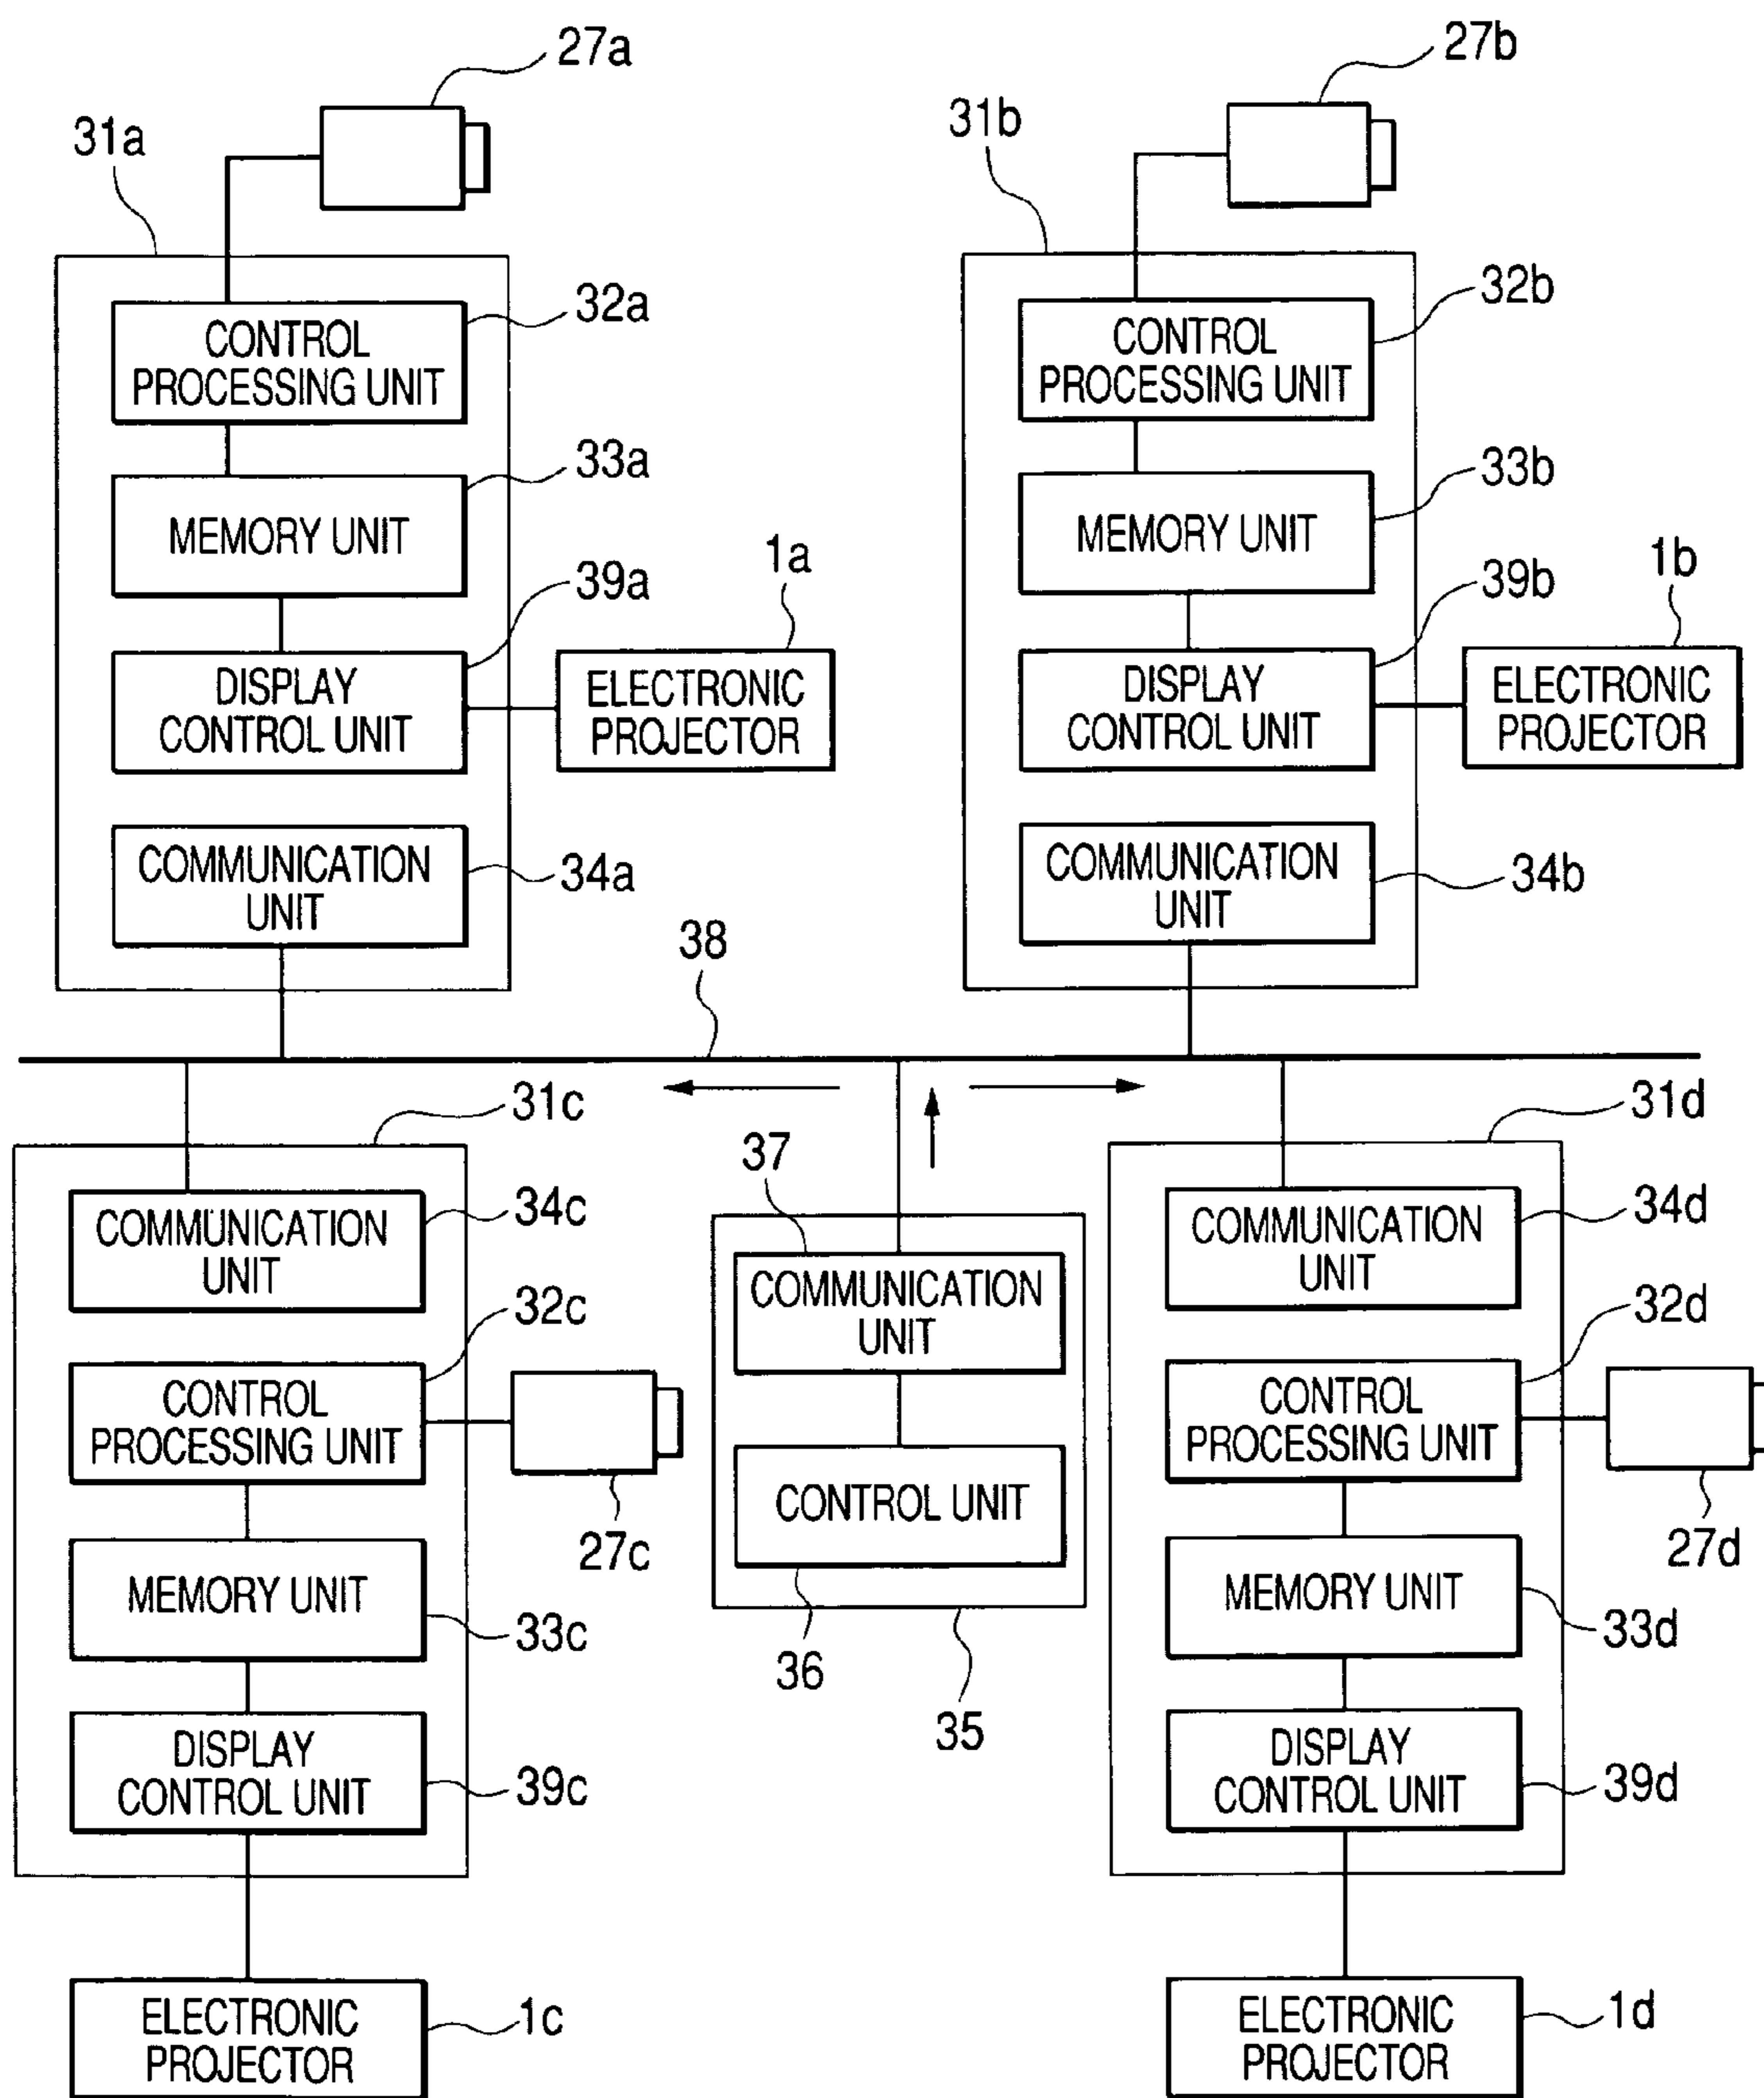 27a
27b
31a
31b
32a
CONTROL
PROCESSING UNIT
32b
CONTROL
PROCESSING UNIT
33a
MEMORY UNIT
33b
MEMORY UNIT
1a
1b
39a
DISPLAY
CONTROL UNIT
ELECTRONIC
PROJECTOR
39b
DISPLAY
CONTROL UNIT
ELECTRONIC
PROJECTOR
COMMUNICATION
UNIT
34a
COMMUNICATION
UNIT
34b
38
31c
31d
37
COMMUNICATION
UNIT
34c
COMMUNICATION
UNIT
COMMUNICATION
UNIT
34d
32c
CONTROL
PROCESSING UNIT
27c
CONTROL UNIT
36
35
32d
CONTROL
PROCESSING UNIT
27d
MEMORY UNIT
33c
MEMORY UNIT
33d
DISPLAY
CONTROL UNIT
39c
DISPLAY
CONTROL UNIT
39d
ELECTRONIC
PROJECTOR
1c
ELECTRONIC
PROJECTOR
1d